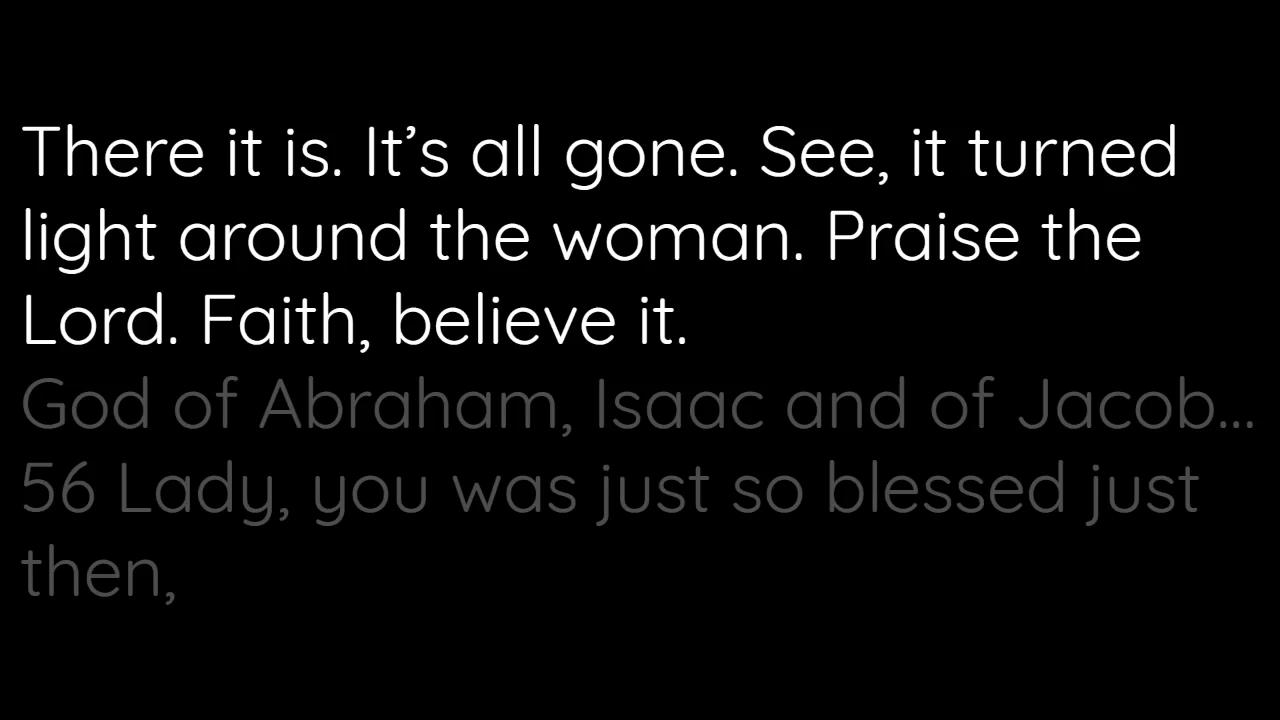 There it is. It’s all gone. See, it turned
light around the woman. Praise the
Lord. Faith, believe it.
God of Abraham, Isaac and of Jacob...
56 Lady, you was just so blessed just
then,